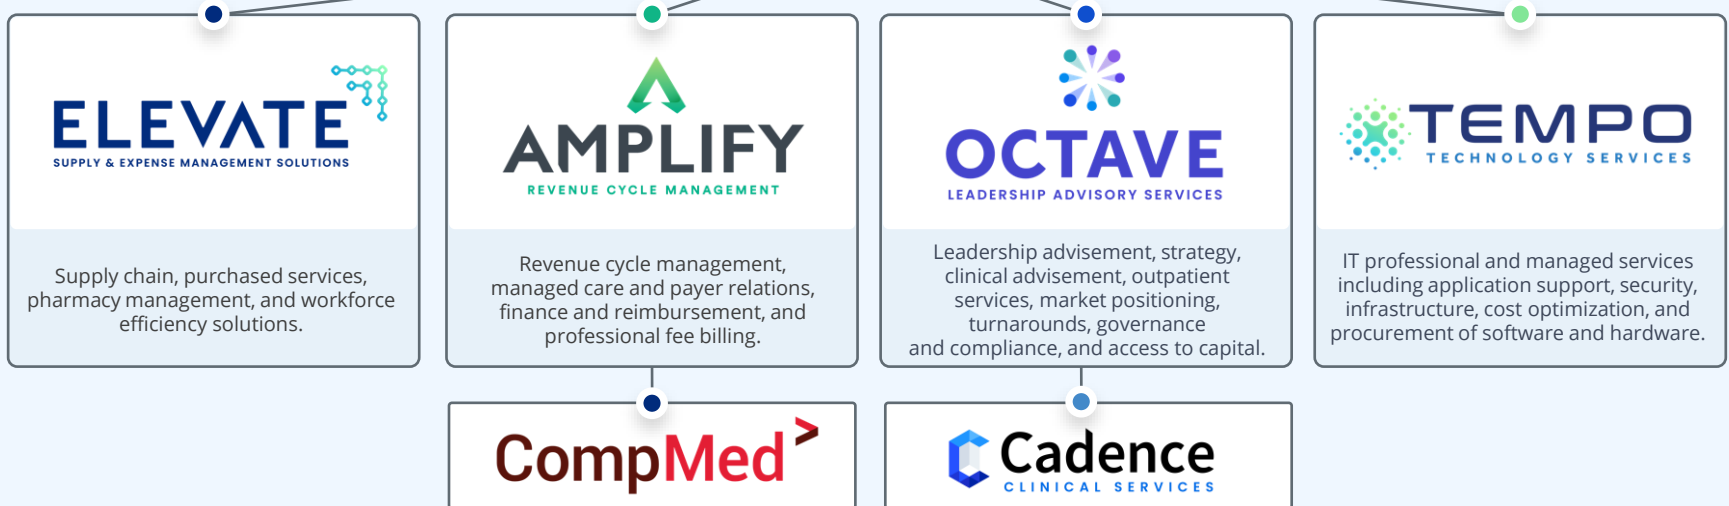 ELEVATE
SUPPLY & EXPENSE MANAGEMENT SOLUTIONS
Supply chain, purchased services,
pharmacy management, and workforce
efficiency solutions.
AMPLIFY
REVENUE CYCLE MANAGEMENT
Revenue cycle management,
managed care and payer relations,
finance and reimbursement, and
professional fee billing.
OCTAVE
LEADERSHIP ADVISORY SERVICES
Leadership advisement, strategy,
clinical advisement, outpatient
services, market positioning,
turnarounds, governance
and compliance, and access to capital.
TEMPO
TECHNOLOGY SERVICES
IT professional and managed services
including application support, security,
infrastructure, cost optimization, and
procurement of software and hardware.
CompMed
Cadence
CLINICAL SERVICES